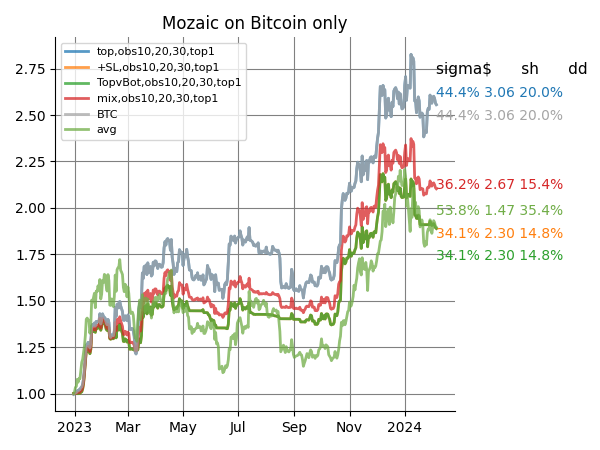 Mozaic on Bitcoin only
top,obs10,20,30,top1
+SL,obs10,20,30,top1
TopvBot,obs10,20,30,top1
mix,obs10,20,30,top1
BTC
avg
sigma$ sh dd
44.4% 3.06 20.0%
44.4% 3.06 20.0%
36.2% 2.67 15.4%
53.8% 1.47 35.4%
34.1% 2.30 14.8%
34.1% 2.30 14.8%
2.75
2.50
2.25
2.00
1.75
1.50
1.25
1.00
2023 Mar May Jul Sep Nov 2024